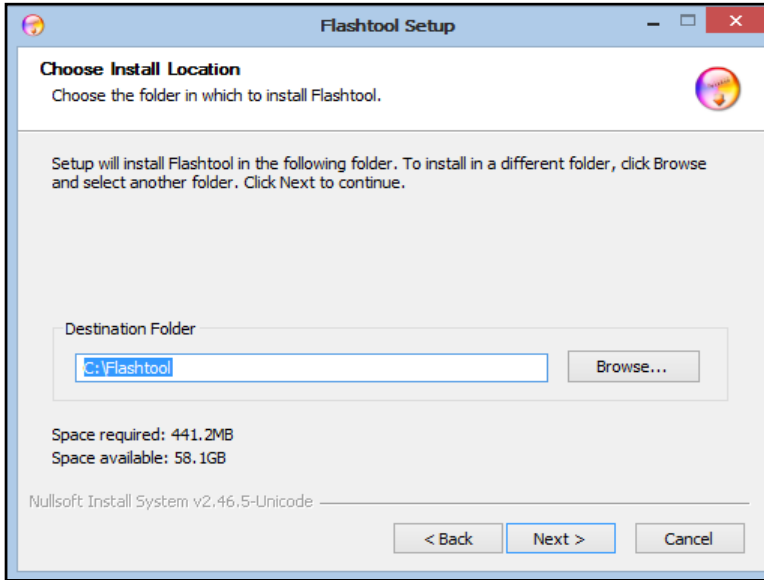 Flashtool Setup
Choose Install Location
Choose the folder in which to install Flashtool.
Setup will install Flashtool in the following folder. To install in a different folder, click Browse
and select another folder. Click Next to continue.
Destination Folder
C:\Flashtool
Browse...
Space required: 441.2MB
Space available: 58.1GB
Nullsoft Install System v2.46.5-Unicode
< Back Next > Cancel